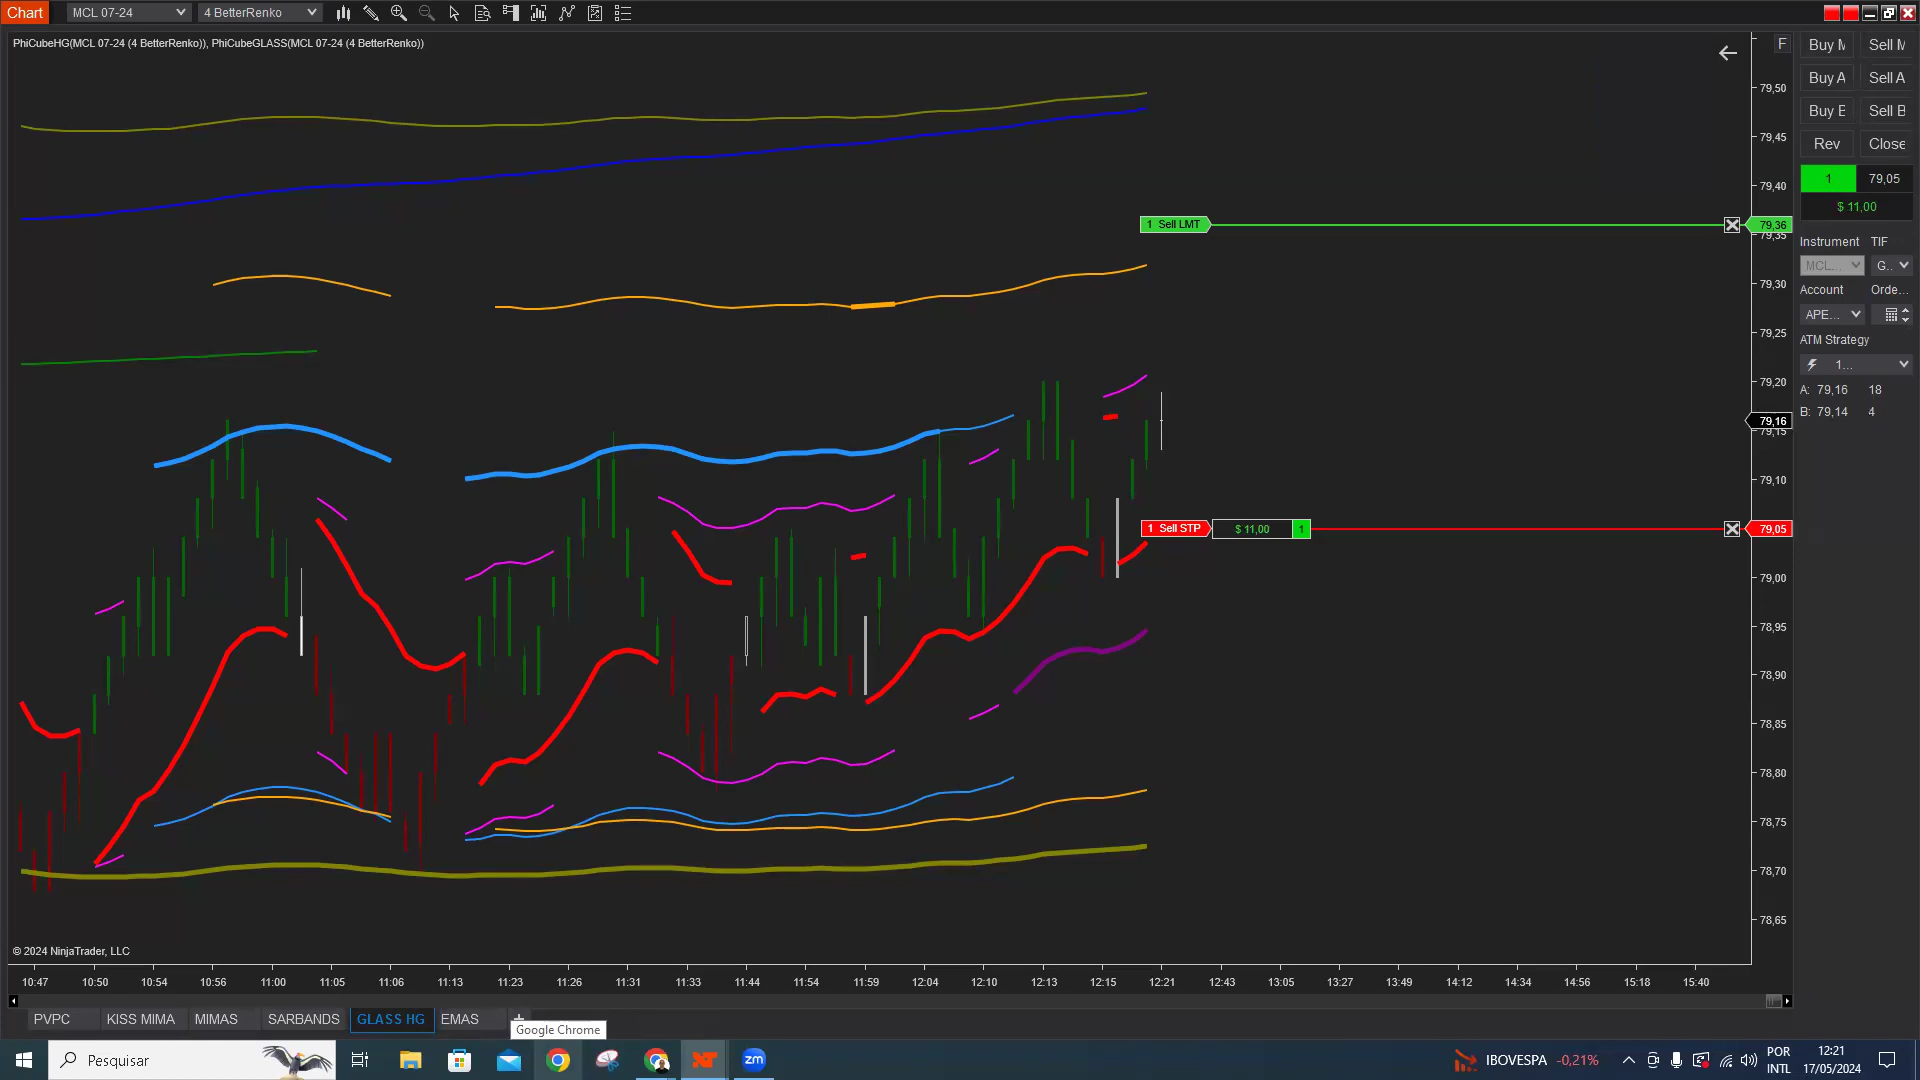 Chart
MCL 07-24
4 BetterRenko
PhiCubeHG(MCL 07-24 (4 BetterRenko)), PhiCubeGLASS(MCL 07-24 (4 BetterRenko))
F
Buy M
Sell M
Buy A
Sell A
Buy E
Sell B
Rev
Close
1
79,05
$ 11,00
Instrument
TIF
MCL...
G..
Account
Orde...
APE...
ATM Strategy
1...
A: 79,16 18
B: 79,14 4
79,50
79,45
79,40
79,36
79,35
79,30
79,25
79,20
79,16
79,15
79,10
79,05
79,00
78,95
78,90
78,85
78,80
78,75
78,70
78,65
1 Sell LMT
1 Sell STP
$ 11,00
1
© 2024 NinjaTrader, LLC
10:47 10:50 10:54 10:56 11:00 11:05 11:06 11:13 11:23 11:26 11:31 11:33 11:44 11:54 11:59 12:04 12:10 12:13 12:15 12:21 12:43 13:05 13:27 13:49 14:12 14:34 14:56 15:18 15:40
PVPC
KISS MIMA
MIMAS
SARBANDS
GLASS HG
EMAS
+
Google Chrome
Pesquisar
zm
IBOVESPA -0,21%
POR
INTL
12:21
17/05/2024